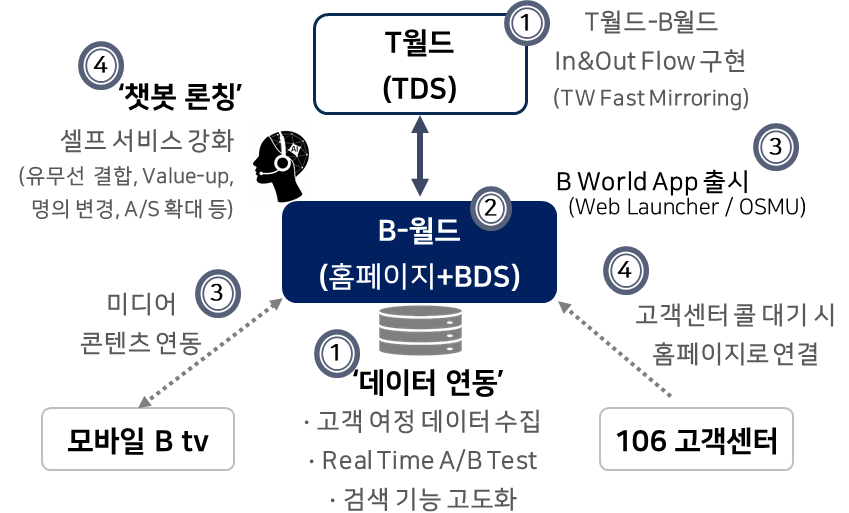 ①
T월드
(TDS)
T월드-B월드
In&Out Flow 구현
(TW Fast Mirroring)
④
‘챗봇 론칭’
셀프 서비스 강화
(유무선 결합, Value-up,
명의 변경, A/S 확대 등)
AI
③
B World App 출시
(Web Launcher / OSMU)
②
B-월드
(홈페이지+BDS)
③
미디어
콘텐츠 연동
④
고객센터 콜 대기 시
홈페이지로 연결
①
‘데이터 연동’
· 고객 여정 데이터 수집
· Real Time A/B Test
· 검색 기능 고도화
모바일 B tv
106 고객센터